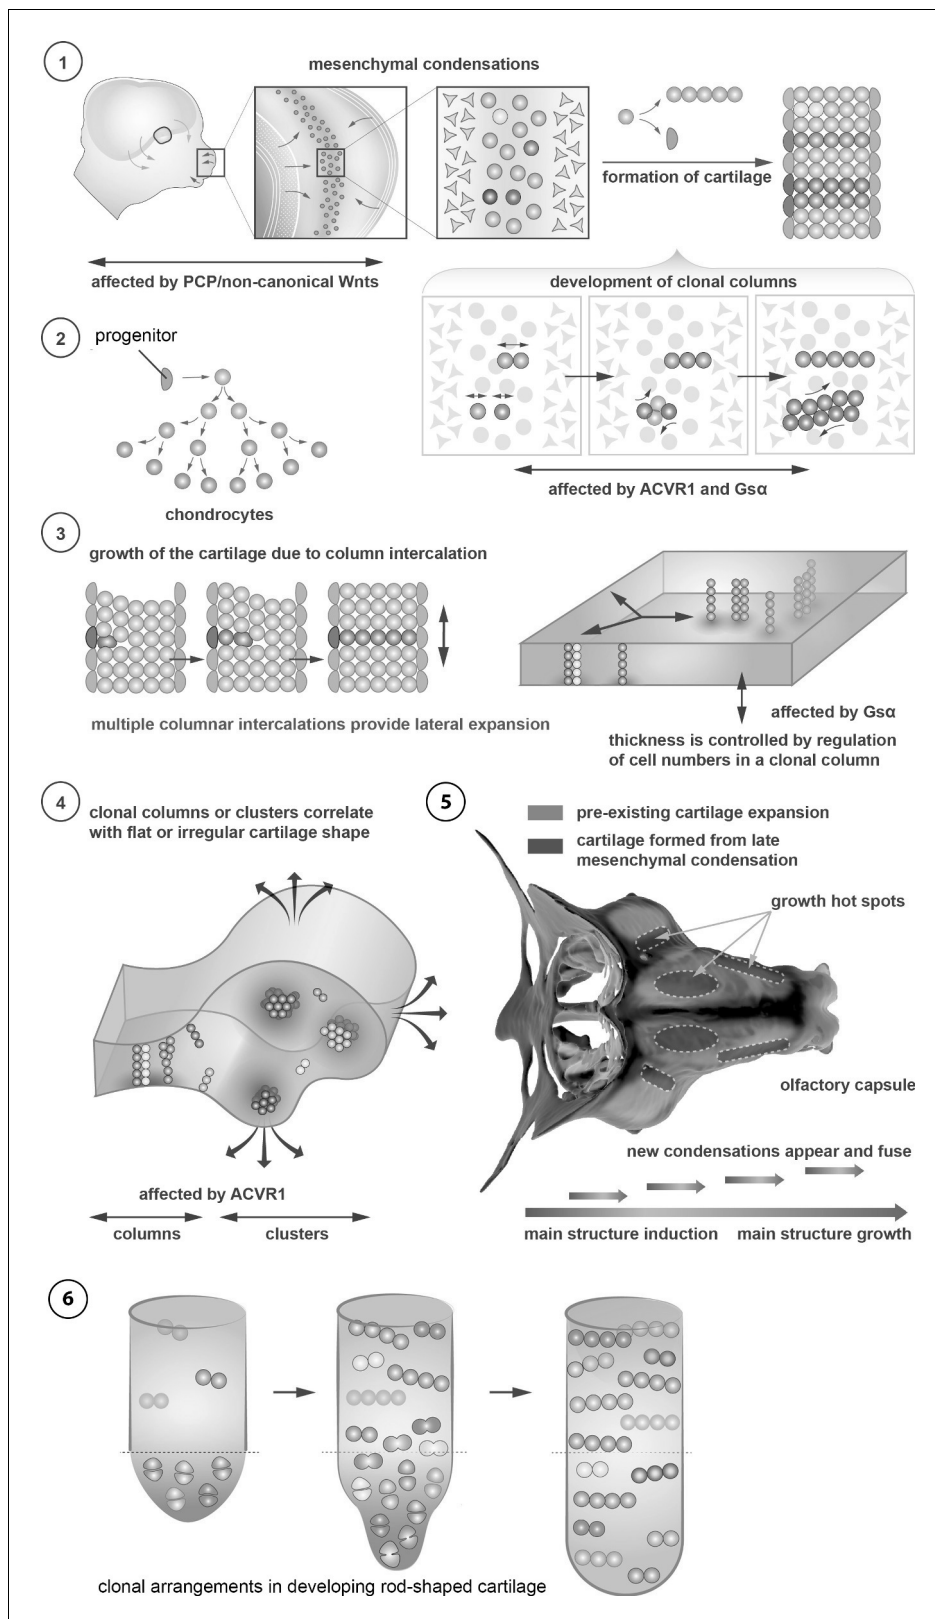 1
mesenchymal condensations
formation of cartilage
affected by PCP/non-canonical Wnts
development of clonal columns
2
progenitor
chondrocytes
affected by ACVR1 and Gsα
3
growth of the cartilage due to column intercalation
multiple columnar intercalations provide lateral expansion
affected by Gsα
thickness is controlled by regulation
of cell numbers in a clonal column
4
clonal columns or clusters correlate
with flat or irregular cartilage shape
affected by ACVR1
columns
clusters
5
pre-existing cartilage expansion
cartilage formed from late
mesenchymal condensation
growth hot spots
olfactory capsule
new condensations appear and fuse
main structure induction
main structure growth
6
clonal arrangements in developing rod-shaped cartilage